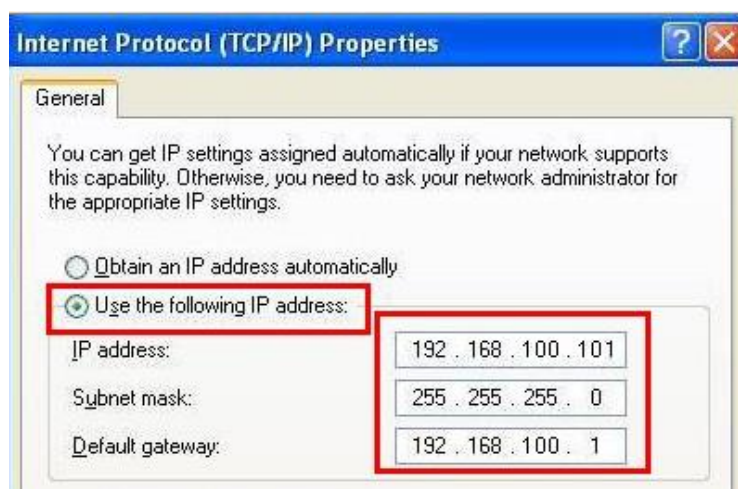 Internet Protocol (TCP/IP) Properties
General
You can get IP settings assigned automatically if your network supports
this capability. Otherwise, you need to ask your network administrator for
the appropriate IP settings.
Obtain an IP address automatically
Use the following IP address:
IP address: 192 . 168 . 100 . 101
Subnet mask: 255 . 255 . 255 . 0
Default gateway: 192 . 168 . 100 . 1